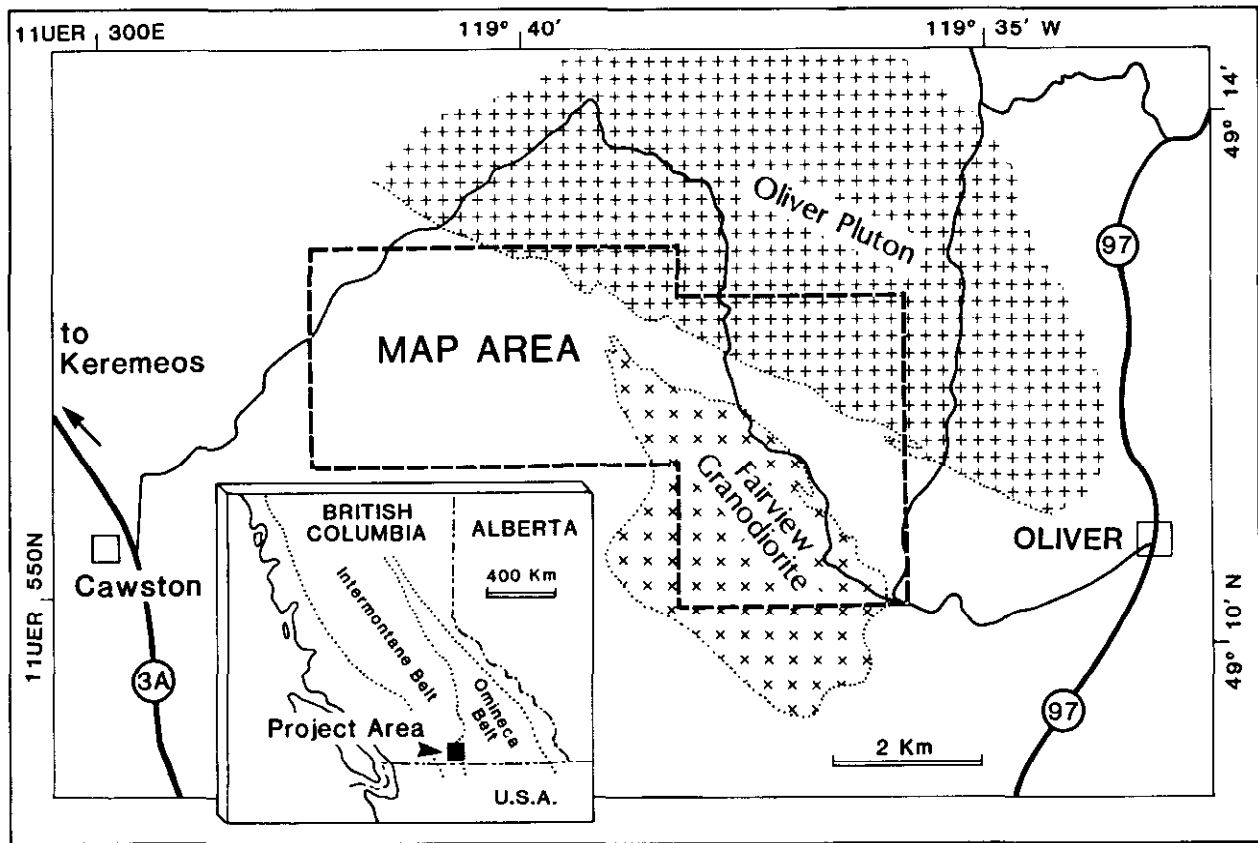 11UER 300E
119° 40'
119° 35' W
49° 14'
Oliver Pluton
97
to
Keremeos
MAP AREA
Fairview
Granodiorite
OLIVER
Cawston
11UER 550N
3A
BRITISH
COLUMBIA
ALBERTA
400 Km
Intermontane Belt
Omineca
Belt
Project Area
U.S.A.
49° 10' N
97
2 Km